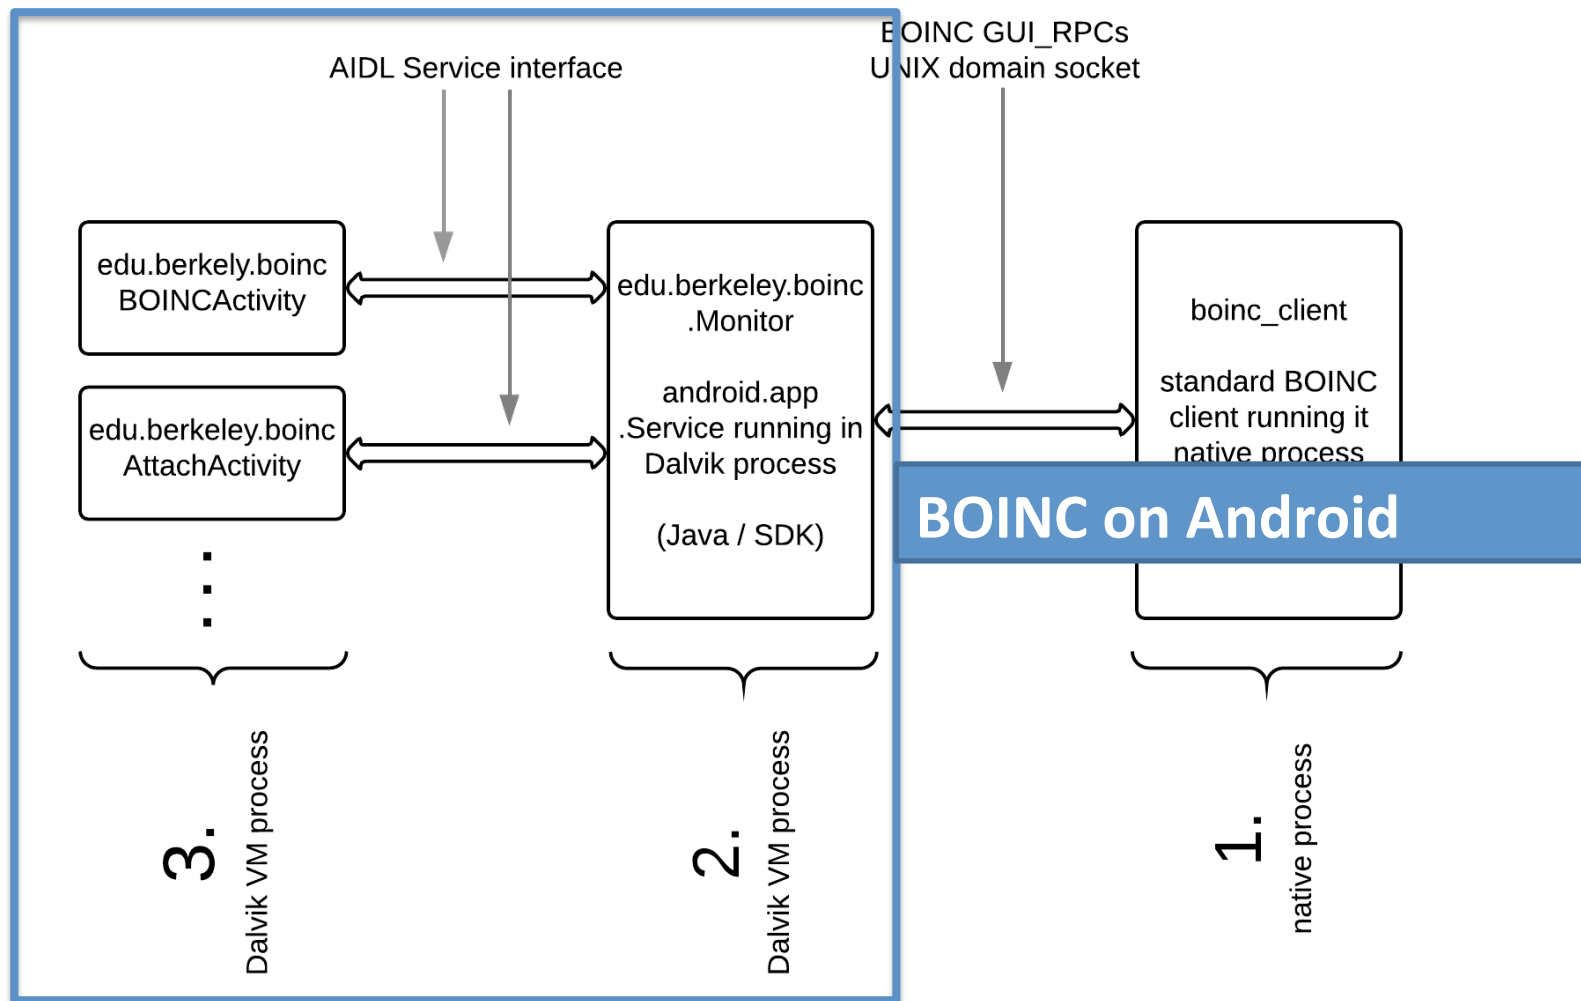 AIDL Service interface
BOINC GUI_RPCs
UNIX domain socket
edu.berkely.boinc
BOINCActivity
edu.berkeley.boinc
AttachActivity
edu.berkeley.boinc
.Monitor
android.app
.Service running in
Dalvik process
(Java / SDK)
boinc_client
standard BOINC
client running it
native process
BOINC on Android
3.
Dalvik VM process
2.
Dalvik VM process
1.
native process